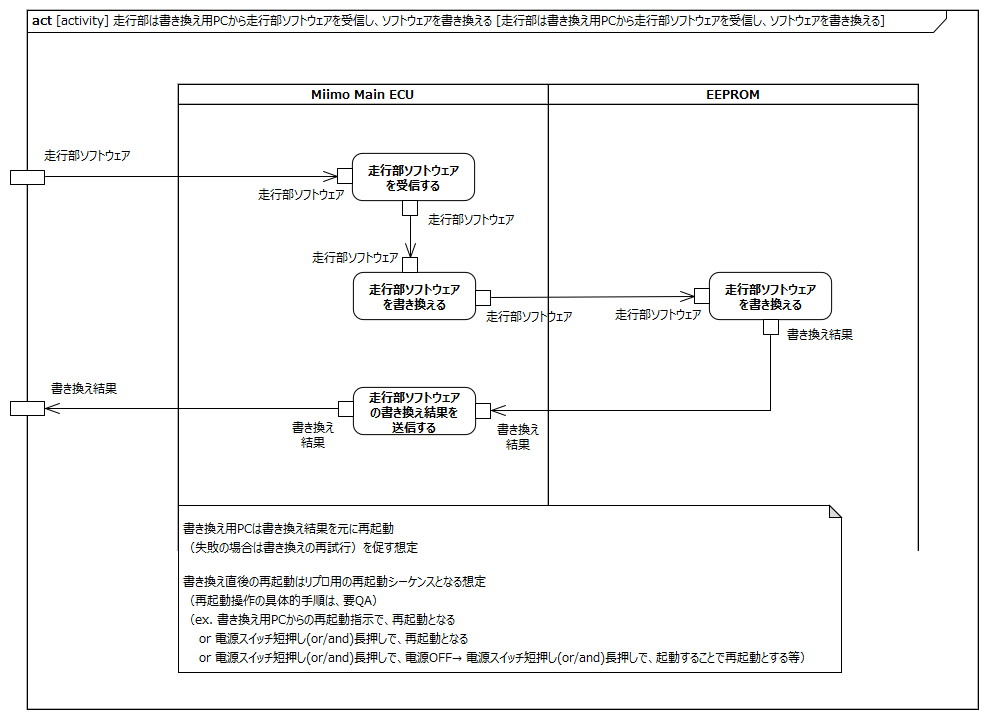 act [activity] 走行部は書き換え用PCから走行部ソフトウェアを受信し、ソフトウェアを書き換える [走行部は書き換え用PCから走行部ソフトウェアを受信し、ソフトウェアを書き換える]
Miimo Main ECU
EEPROM
走行部ソフトウェア
走行部ソフトウェア
を受信する
走行部ソフトウェア
走行部ソフトウェア
走行部ソフトウェア
走行部ソフトウェア
を書き換える
走行部ソフトウェア
を書き換える
走行部ソフトウェア
走行部ソフトウェア
書き換え結果
書き換え結果
走行部ソフトウェア
の書き換え結果を
送信する
書き換え
結果
書き換え
結果
書き換え用PCは書き換え結果を元に再起動
（失敗の場合は書き換えの再試行）を促す想定
書き換え直後の再起動はリプロ用の再起動シーケンスとなる想定
（再起動操作の具体的手順は、要QA）
（ex. 書き換え用PCからの再起動指示で、再起動となる
or 電源スイッチ短押し(or/and)長押しで、再起動となる
or 電源スイッチ短押し(or/and)長押しで、電源OFF→ 電源スイッチ短押し(or/and)長押しで、起動することで再起動とする等）